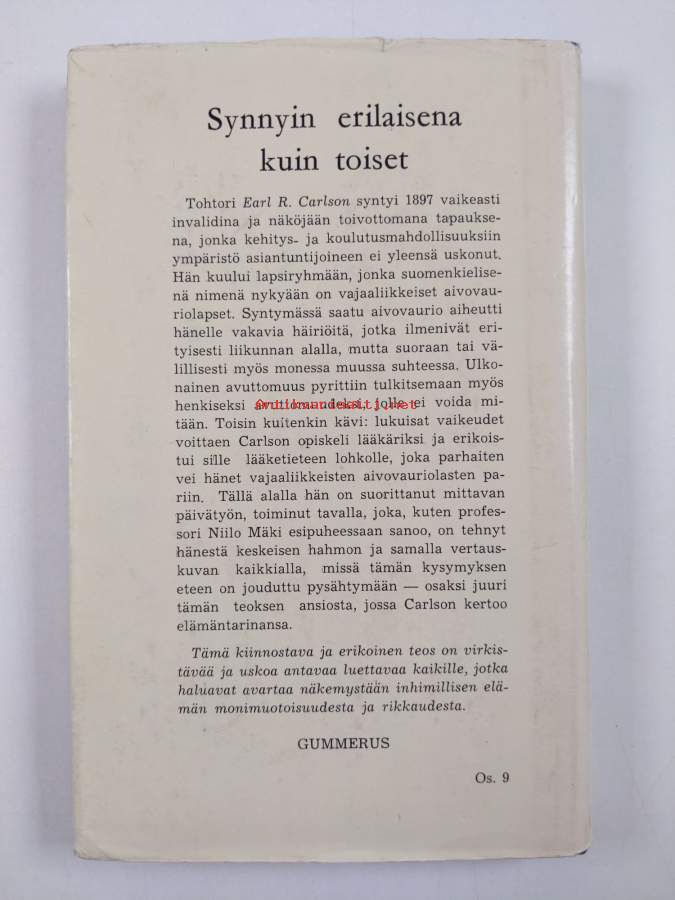 Synnyin erilaisena
kuin toiset
Tohtori Earl R. Carlson syntyi 1897 vaikeasti
invalidina ja näköjään toivottomana tapaukse-
na, jonka kehitys- ja koulutusmahdollisuuksiin
ympäristö asiantuntijoineen ei yleensä uskonut.
Hän kuului lapsiryhmään, jonka suomenkielise-
nä nimenä nykyään on vajaaliikkeiset aivovau-
riolapset. Syntymässä saatu aivovaurio aiheutti
hänelle vakavia häiriöitä, jotka ilmenivät eri-
tyisesti liikunnan alalla, mutta suoraan tai vä-
lillisesti myös monessa muussa suhteessa. Ulko-
nainen avuttomuus pyrittiin tulkitsemaan myös
henkiseksi avuttomuudeksi, jolle ei voida mi-
Antikvariaatti.net
tään. Toisin kuitenkin kävi: lukuisat vaikeudet
voittaen Carlson opiskeli lääkäriksi ja erikois-
tui sille lääketieteen lohkolle, joka parhaiten
vei hänet vajaaliikkeisten aivovauriolasten pa-
riin. Tällä alalla hän on suorittanut mittavan
päivätyön, toiminut tavalla, joka, kuten profes-
sori Niilo Mäki esipuheessaan sanoo, on tehnyt
hänestä keskeisen hahmon ja samalla vertaus-
kuvan kaikkialla, missä tämän kysymyksen
eteen on jouduttu pysähtymään — osaksi juuri
tämän teoksen ansiosta, jossa Carlson kertoo
elämäntarinansa.
Tämä kiinnostava ja erikoinen teos on virkis-
tävää ja uskoa antavaa luettavaa kaikille, jotka
haluavat avartaa näkemystään inhimillisen elä-
män monimuotoisuudesta ja rikkaudesta.
GUMMERUS
Os. 9